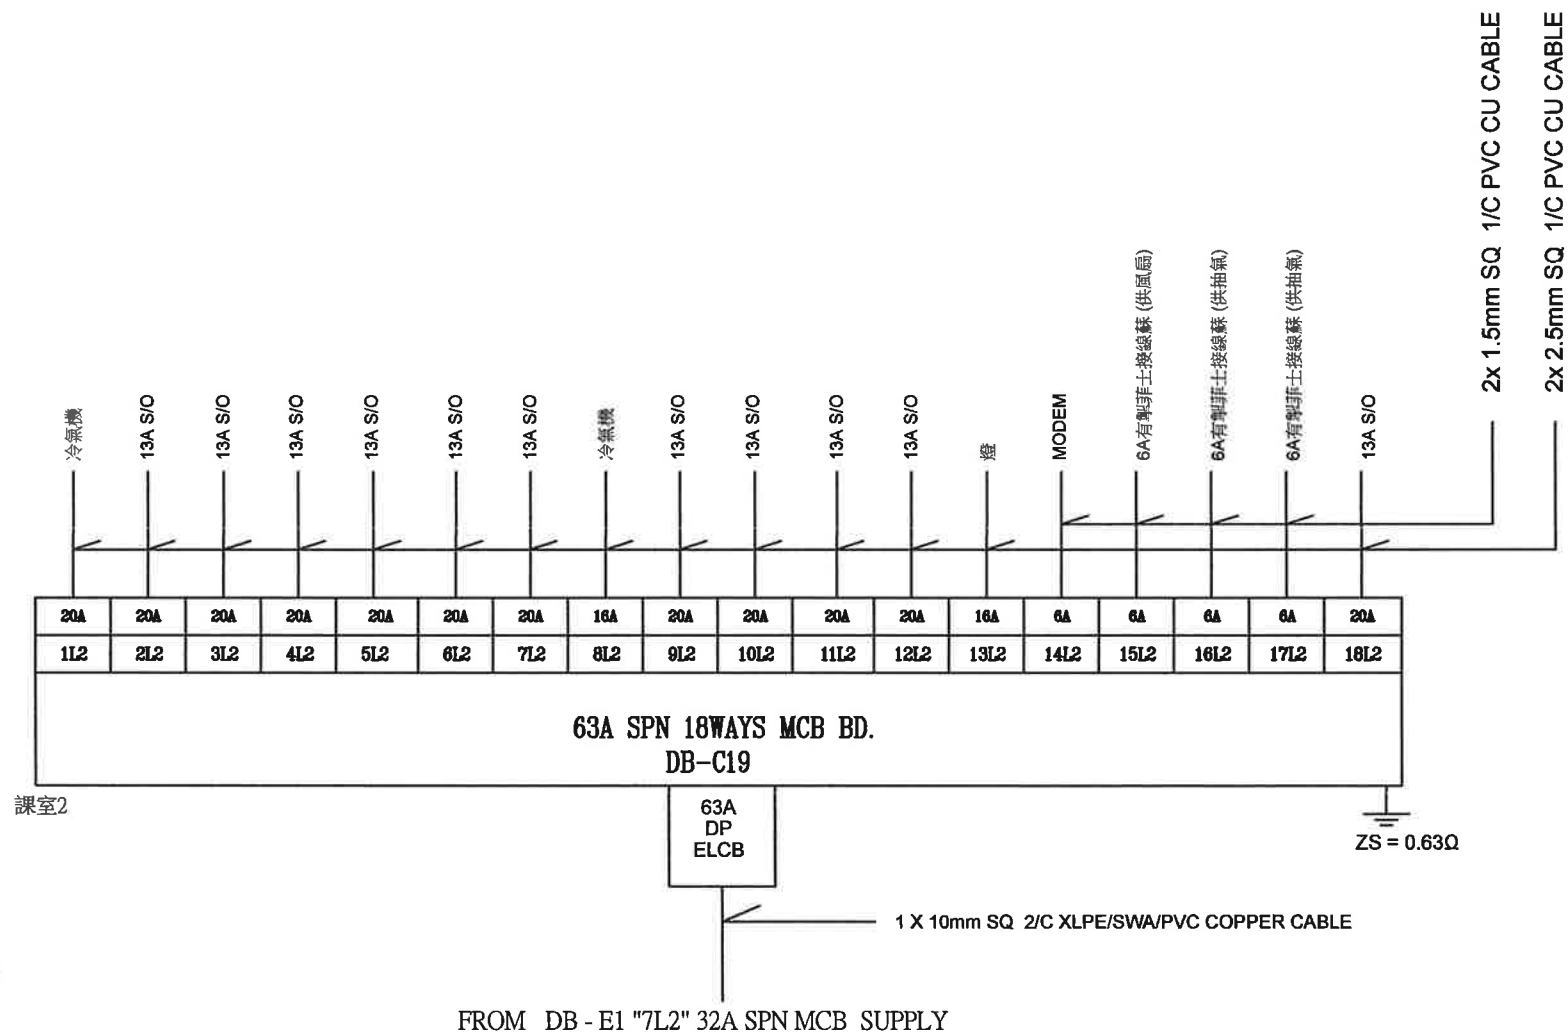 2x 1.5mm SQ 1/C PVC CU CABLE
2x 2.5mm SQ 1/C PVC CU CABLE
冷氣機
13A S/O
13A S/O
13A S/O
13A S/O
13A S/O
13A S/O
冷氣機
13A S/O
13A S/O
13A S/O
13A S/O
燈
MODEM
6A有掣菲士接線蘇 (供風扇)
6A有掣菲士接線蘇 (供抽氣)
6A有掣菲士接線蘇 (供抽氣)
13A S/O
20A 20A 20A 20A 20A 20A 20A 16A 20A 20A 20A 20A 16A 6A 6A 6A 6A 20A
1L2 2L2 3L2 4L2 5L2 6L2 7L2 8L2 9L2 10L2 11L2 12L2 13L2 14L2 15L2 16L2 17L2 18L2
63A SPN 18WAYS MCB BD.
DB-C19
課室2
63A
DP
ELCB
ZS = 0.63Ω
1 X 10mm SQ 2/C XLPE/SWA/PVC COPPER CABLE
FROM DB - E1 "7L2" 32A SPN MCB SUPPLY